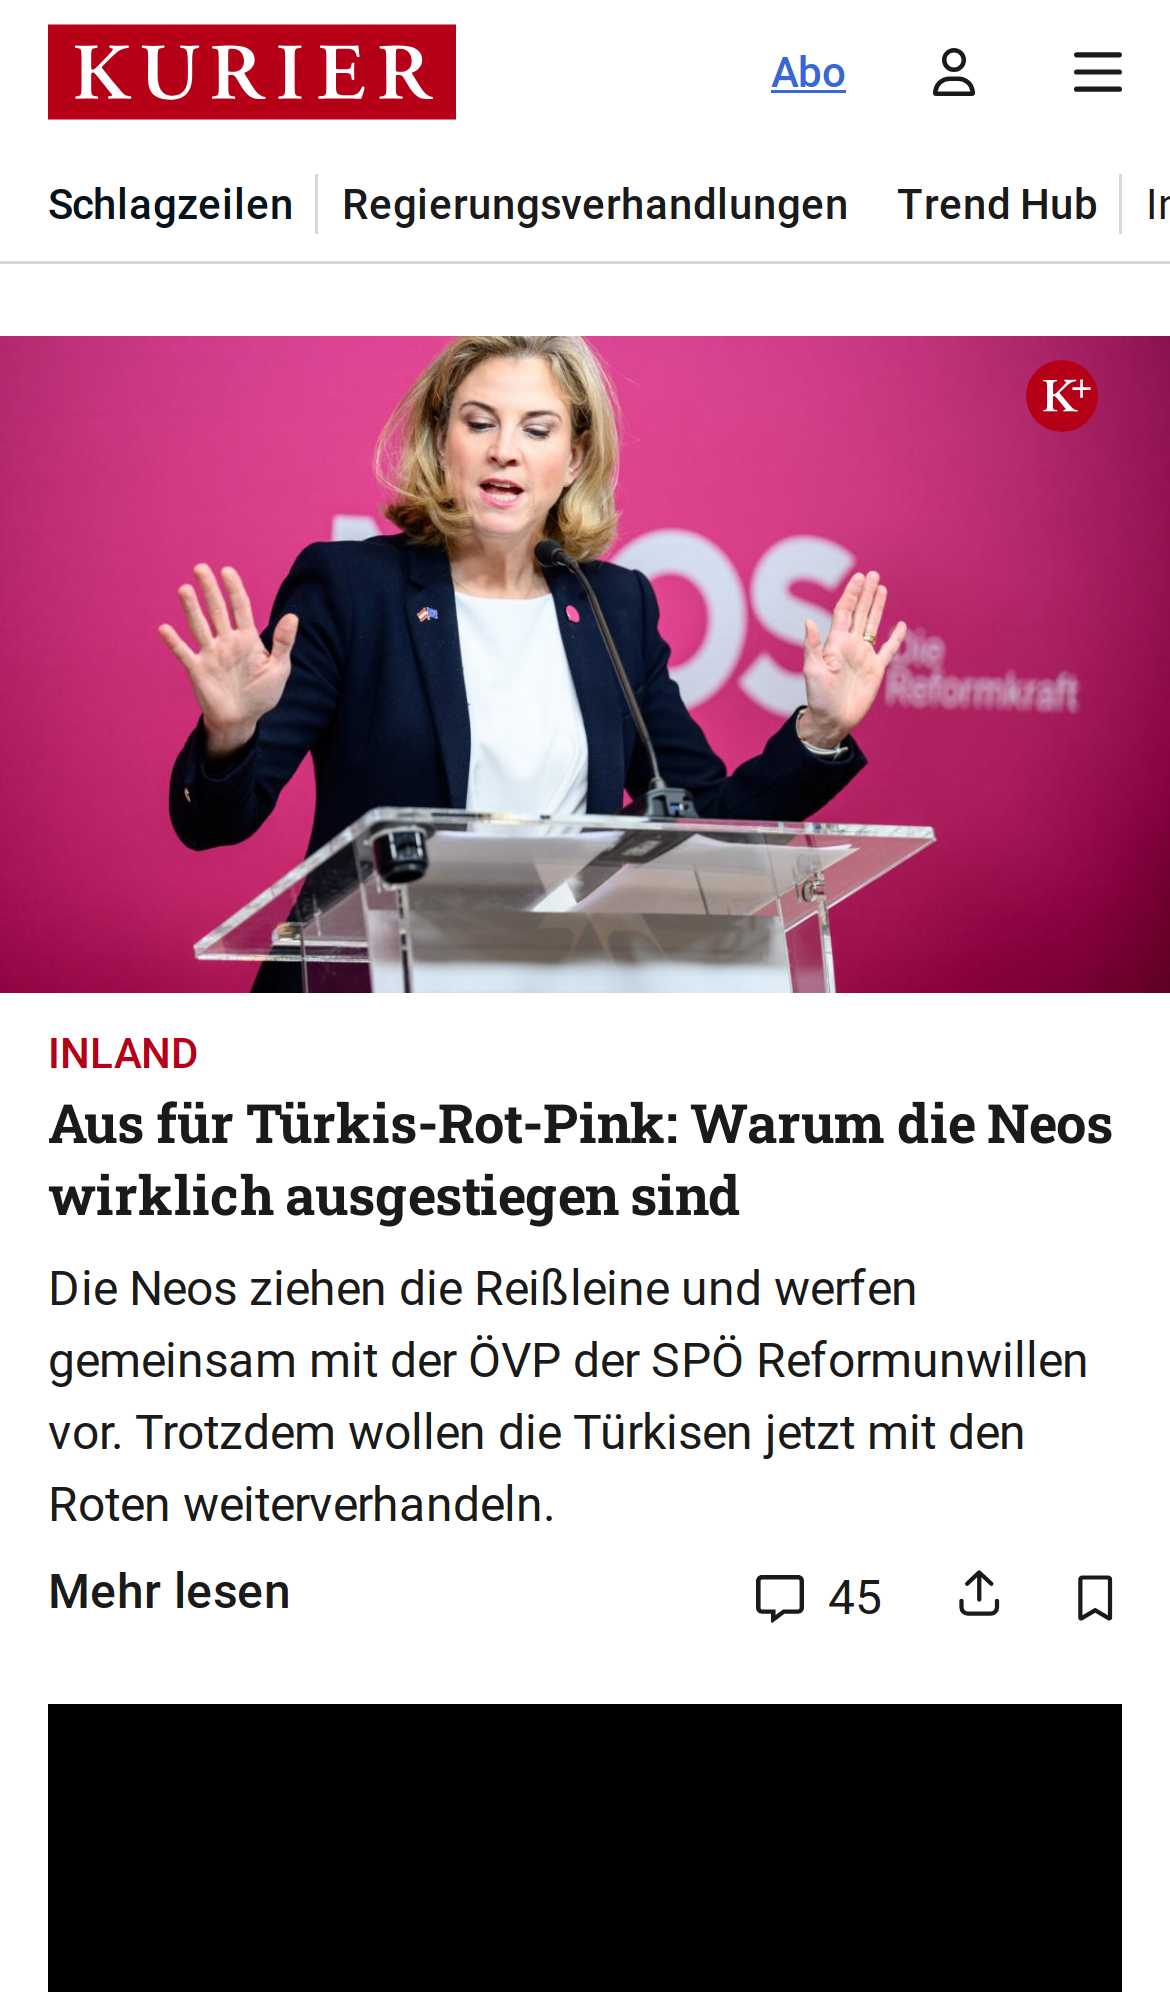 KURIER
Abo
Schlagzeilen
Regierungsverhandlungen
Trend Hub
K+
OS
Die
Reformkraft
INLAND
Aus für Türkis-Rot-Pink: Warum die Neos
wirklich ausgestiegen sind
Die Neos ziehen die Reißleine und werfen
gemeinsam mit der ÖVP der SPÖ Reformunwillen
vor. Trotzdem wollen die Türkisen jetzt mit den
Roten weiterverhandeln.
Mehr lesen
45